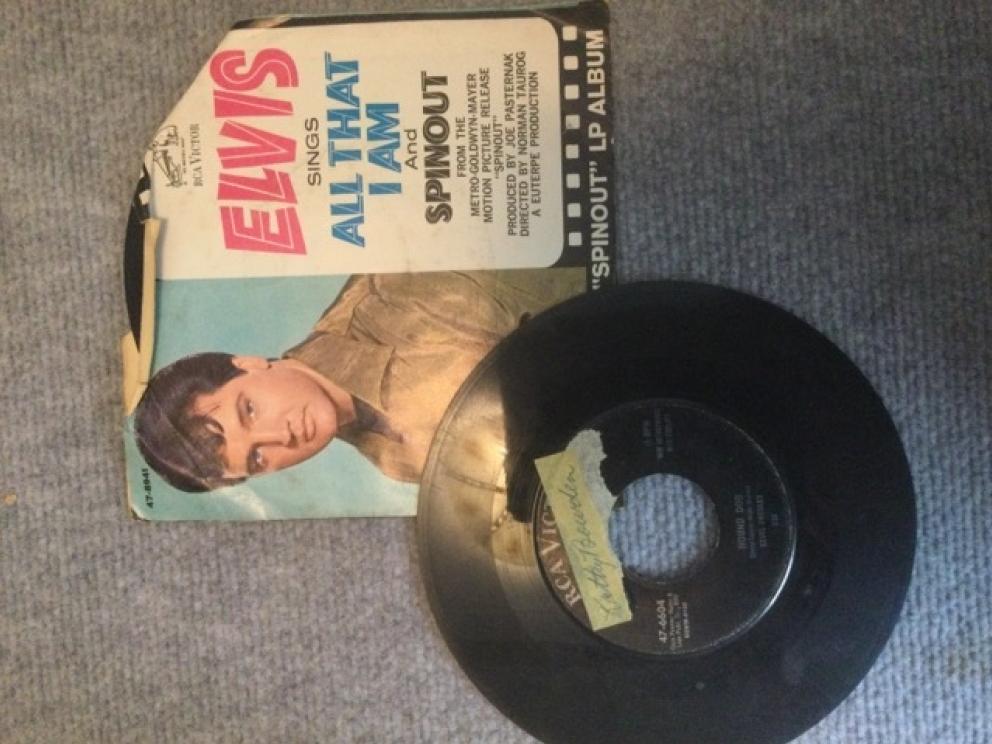 RCA VICTOR
ELVIS
SINGS
ALL THAT
I AM
And
SPINOUT
FROM THE
METRO-GOLDWYN-MAYER
MOTION PICTURE RELEASE
"SPINOUT"
PRODUCED BY JOE PASTERNAK
DIRECTED BY NORMAN TAUROG
A EUTERPE PRODUCTION
"SPINOUT" LP ALBUM
47-8941
RCA VIC
47-6604
HOUND DOG
ELVIS PRESLEY